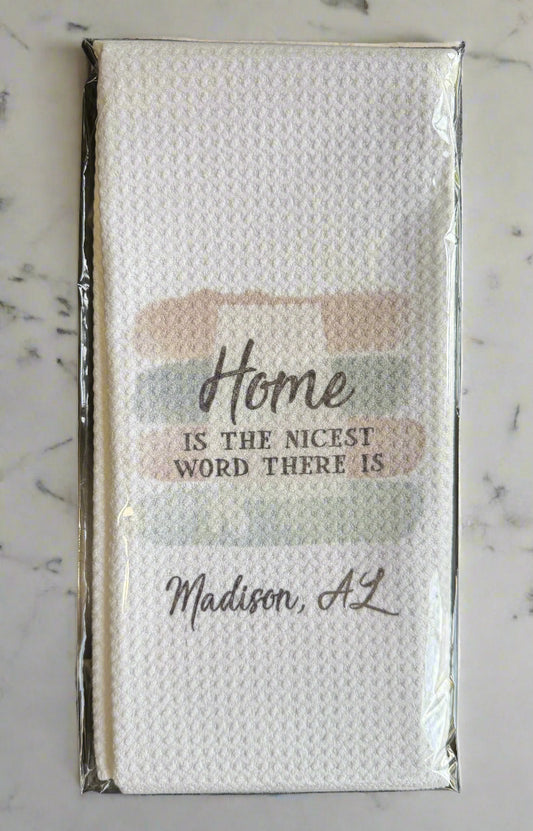 Home
IS THE NICEST
WORD THERE IS
Madison, AL